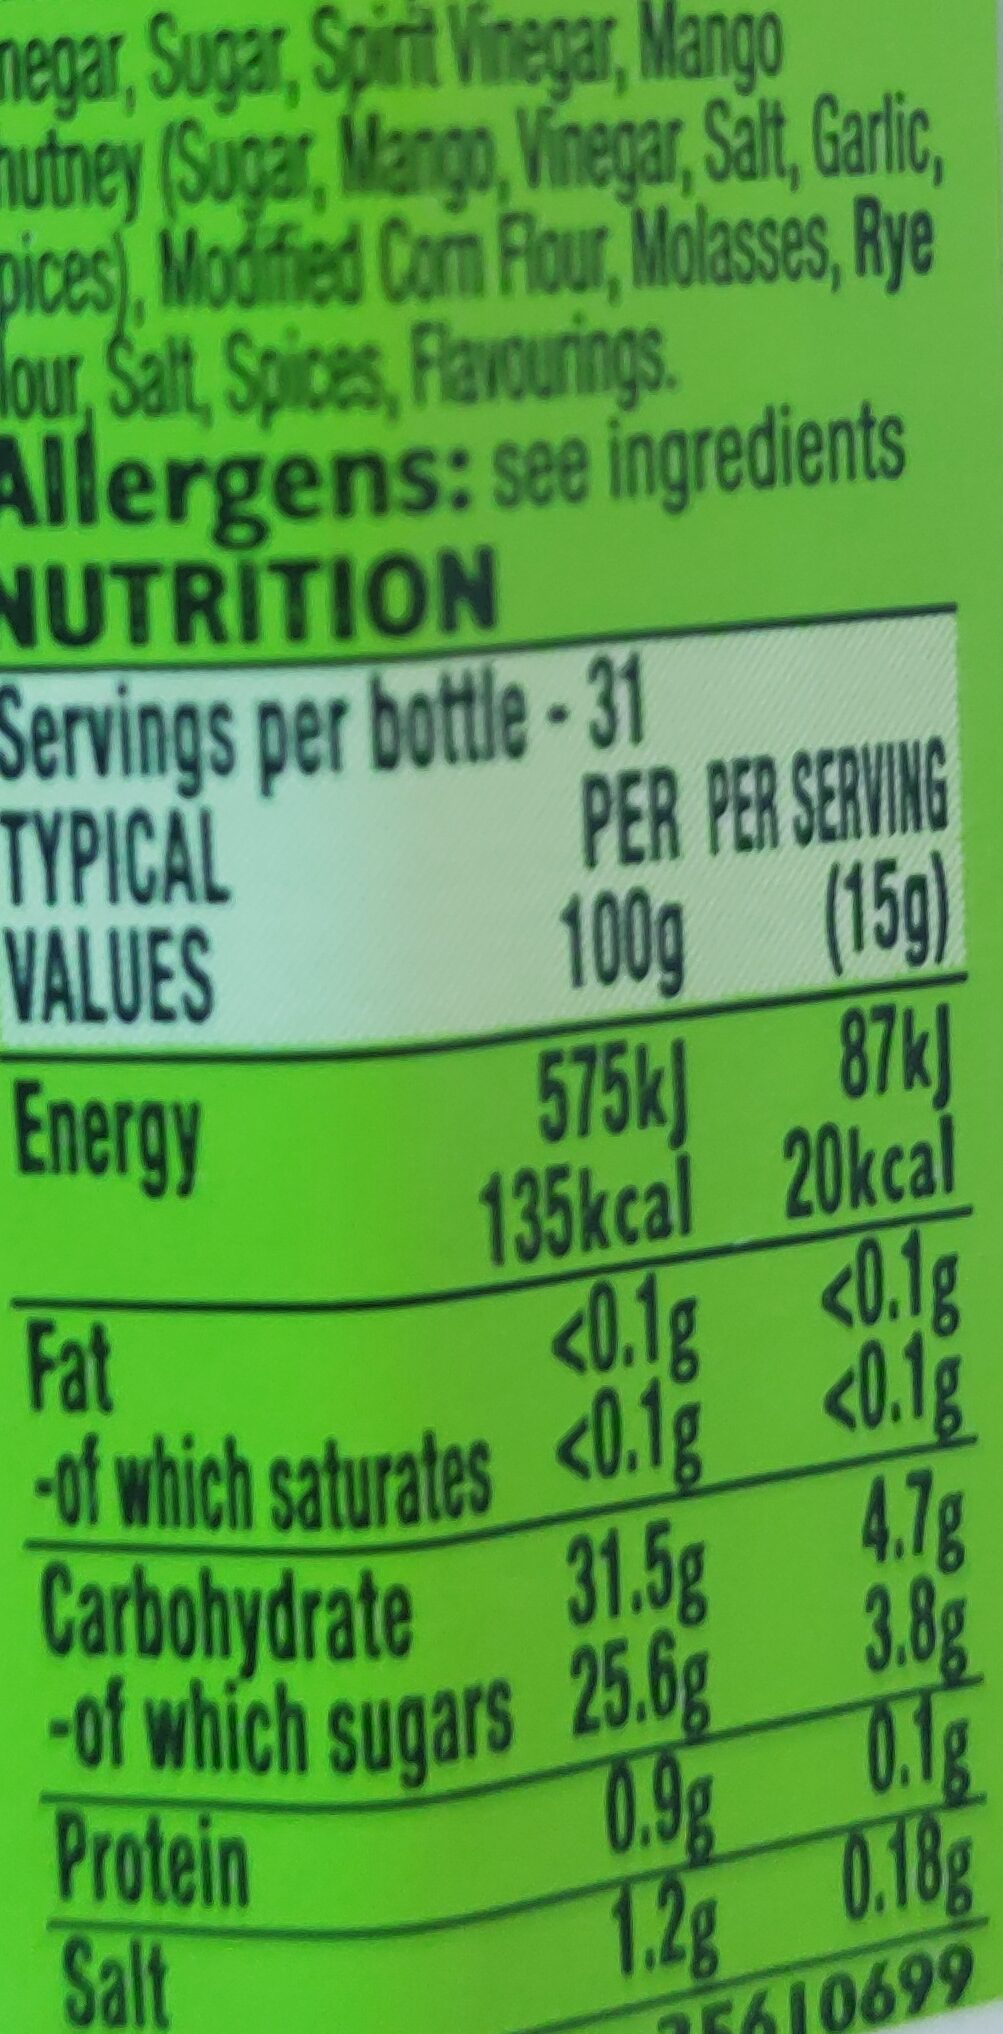 negar, Sugar, Spirit Vinegar, Mango
hutney (Sugar, Mango, Vinegar, Salt, Garlic,
pices), Modified Corn Flour, Molasses, Rye
lour, Salt, Spices, Flavourings.
Allergens: see ingredients
NUTRITION
Servings per bottle - 31
TYPICAL VALUES PER 100g PER SERVING (15g)
Energy 575kJ 87kJ
135kcal 20kcal
Fat <0.1g <0.1g
-of which saturates <0.1g <0.1g
Carbohydrate 31.5g 4.7g
-of which sugars 25.6g 3.8g
Protein 0.9g 0.1g
Salt 1.2g 0.18g
5610699